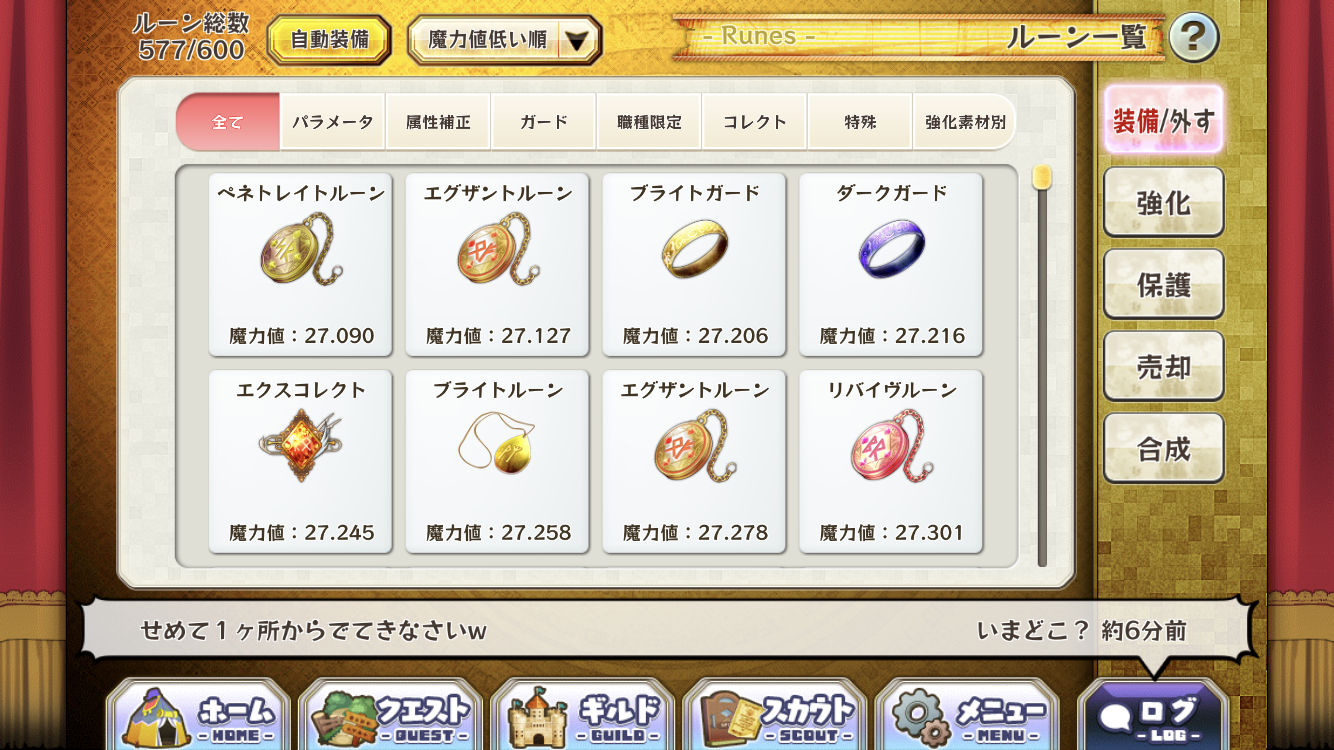 ルーン総数
577/600
自動装備
魔力値低い順
- Runes -
ルーン一覧
?
全て
パラメータ
属性補正
ガード
職種限定
コレクト
特殊
強化素材別
装備/外す
強化
保護
売却
合成
ペネトレイトルーン
エグザントルーン
ブライトガード
ダークガード
魔力値：27.090
魔力値：27.127
魔力値：27.206
魔力値：27.216
エクスコレクト
ブライトルーン
エグザントルーン
リバイヴルーン
魔力値：27.245
魔力値：27.258
魔力値：27.278
魔力値：27.301
せめて１ヶ所からでてきなさいw
いまどこ？ 約6分前
ホーム
- HOME -
クエスト
- QUEST -
ギルド
- GUILD -
スカウト
- SCOUT -
メニュー
- MENU -
ログ
- LOG -